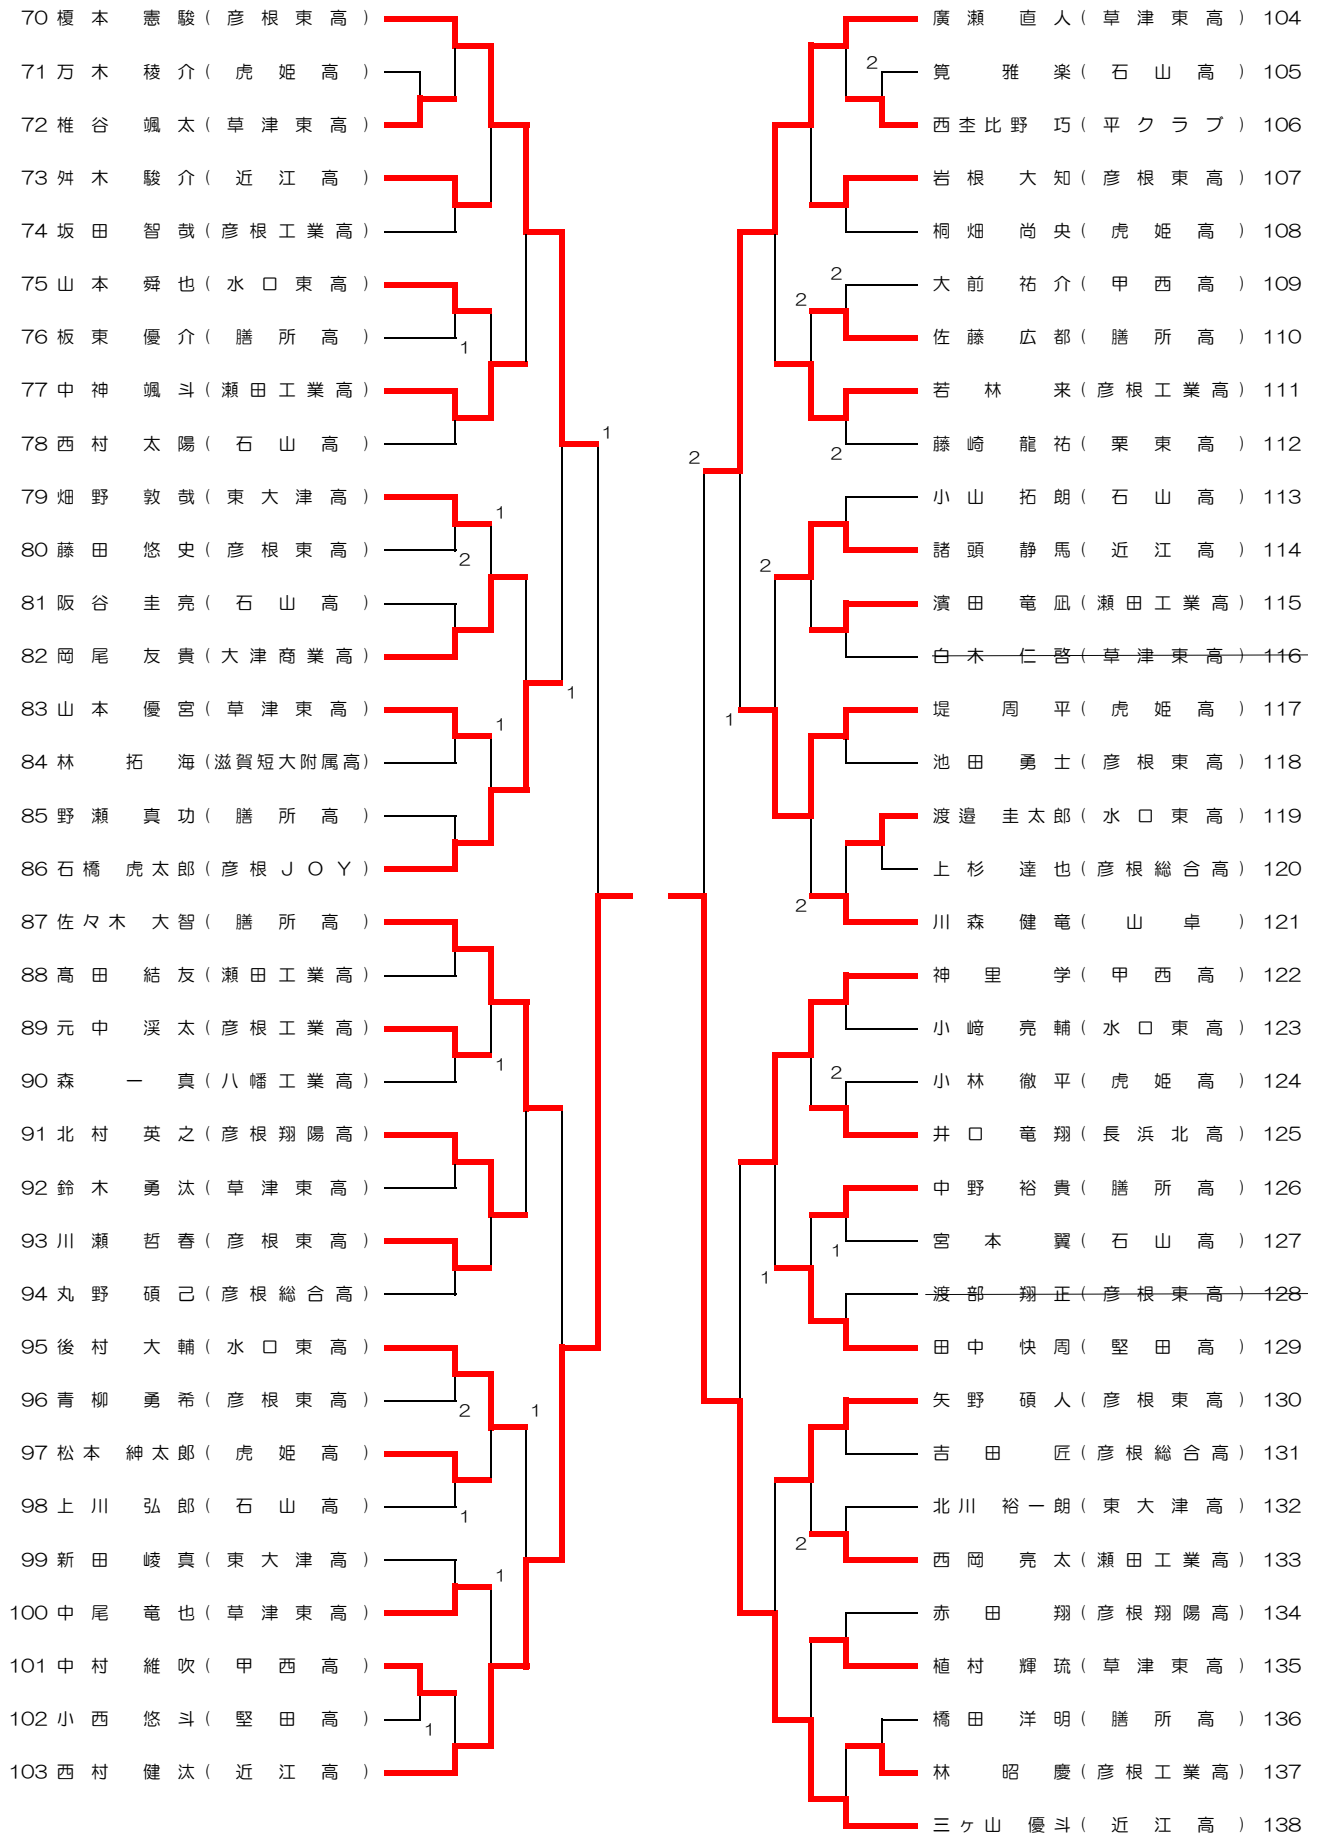 70 榎本 憲駿 (彦根東高)
71 万木 稜介 (虎姫高)
72 椎谷 颯太 (草津東高)
73 舛木 駿介 (近江高)
74 坂田 智哉 (彦根工業高)
75 山本 舜也 (水口東高)
76 板東 優介 (膳所高)
1
77 中神 颯斗 (瀬田工業高)
78 西村 太陽 (石山高)
1
79 畑野 敦哉 (東大津高)
1
80 藤田 悠史 (彦根東高)
2
81 阪谷 圭亮 (石山高)
82 岡尾 友貴 (大津商業高)
1
83 山本 優宮 (草津東高)
1
84 林 拓海 (滋賀短大附属高)
85 野瀬 真功 (膳所高)
86 石橋 虎太郎 (彦根JOY)
87 佐々木 大智 (膳所高)
88 髙田 結友 (瀬田工業高)
89 元中 渓太 (彦根工業高)
1
90 森 一真 (八幡工業高)
91 北村 英之 (彦根翔陽高)
92 鈴木 勇汰 (草津東高)
93 川瀬 哲春 (彦根東高)
94 丸野 碩己 (彦根総合高)
95 後村 大輔 (水口東高)
96 青柳 勇希 (彦根東高)
2
1
97 松本 紳太郎 (虎姫高)
98 上川 弘郎 (石山高)
1
99 新田 崚真 (東大津高)
1
100 中尾 竜也 (草津東高)
101 中村 維吹 (甲西高)
102 小西 悠斗 (堅田高)
1
103 西村 健汰 (近江高)
廣瀬 直人 (草津東高) 104
2
筧 雅楽 (石山高) 105
西杢比野 巧 (平クラブ) 106
岩根 大知 (彦根東高) 107
桐畑 尚央 (虎姫高) 108
2
大前 祐介 (甲西高) 109
2
佐藤 広都 (膳所高) 110
若林 来 (彦根工業高) 111
藤崎 龍祐 (栗東高) 112
2
2
小山 拓朗 (石山高) 113
諸頭 静馬 (近江高) 114
2
濱田 竜凪 (瀬田工業高) 115
白木 仁啓 (草津東高) 116
堤 周平 (虎姫高) 117
1
池田 勇士 (彦根東高) 118
渡邉 圭太郎 (水口東高) 119
上杉 達也 (彦根総合高) 120
2
川森 健竜 (山卓) 121
神里 学 (甲西高) 122
小﨑 亮輔 (水口東高) 123
2
小林 徹平 (虎姫高) 124
井口 竜翔 (長浜北高) 125
中野 裕貴 (膳所高) 126
宮本 翼 (石山高) 127
1
1
渡部 翔正 (彦根東高) 128
田中 快周 (堅田高) 129
矢野 碩人 (彦根東高) 130
吉田 匠 (彦根総合高) 131
北川 裕一朗 (東大津高) 132
2
西岡 亮太 (瀬田工業高) 133
赤田 翔 (彦根翔陽高) 134
植村 輝琉 (草津東高) 135
橋田 洋明 (膳所高) 136
林 昭慶 (彦根工業高) 137
三ヶ山 優斗 (近江高) 138